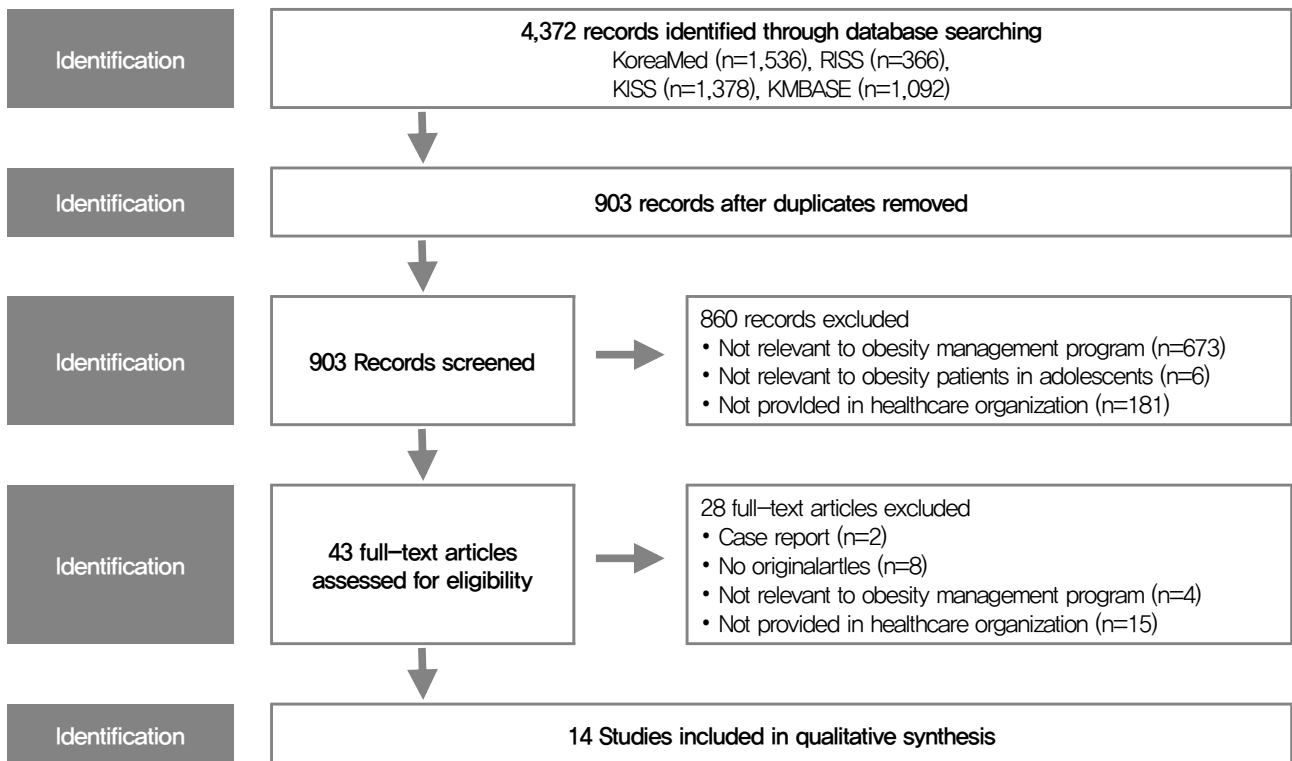 Identification
4,372 records identified through database searching
KoreaMed (n=1,536), RISS (n=366),
KISS (n=1,378), KMBASE (n=1,092)
Identification
903 records after duplicates removed
Identification
903 Records screened
860 records excluded
• Not relevant to obesity management program (n=673)
• Not relevant to obesity patients in adolescents (n=6)
• Not provlded in healthcare organization (n=181)
Identification
43 full-text articles
assessed for eligibility
28 full-text articles excluded
• Case report (n=2)
• No originalartles (n=8)
• Not relevant to obesity management program (n=4)
• Not provided in healthcare organization (n=15)
Identification
14 Studies included in qualitative synthesis